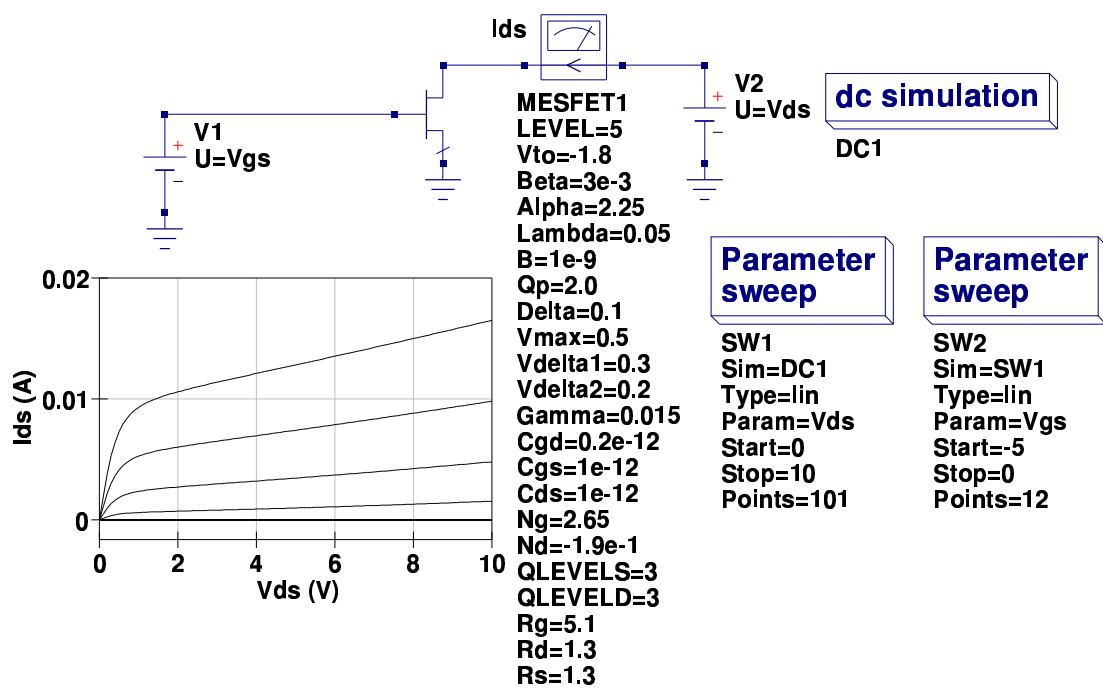 Ids
V1
U=Vgs
MESFET1
LEVEL=5
Vto=-1.8
Beta=3e-3
Alpha=2.25
Lambda=0.05
B=1e-9
Qp=2.0
Delta=0.1
Vmax=0.5
Vdelta1=0.3
Vdelta2=0.2
Gamma=0.015
Cgd=0.2e-12
Cgs=1e-12
Cds=1e-12
Ng=2.65
Nd=-1.9e-1
QLEVELS=3
QLEVELD=3
Rg=5.1
Rd=1.3
Rs=1.3
V2
U=Vds
dc simulation
DC1
Parameter
sweep
SW1
Sim=DC1
Type=lin
Param=Vds
Start=0
Stop=10
Points=101
Parameter
sweep
SW2
Sim=SW1
Type=lin
Param=Vgs
Start=-5
Stop=0
Points=12
0.02
0.01
0
Ids (A)
0 2 4 6 8 10
Vds (V)